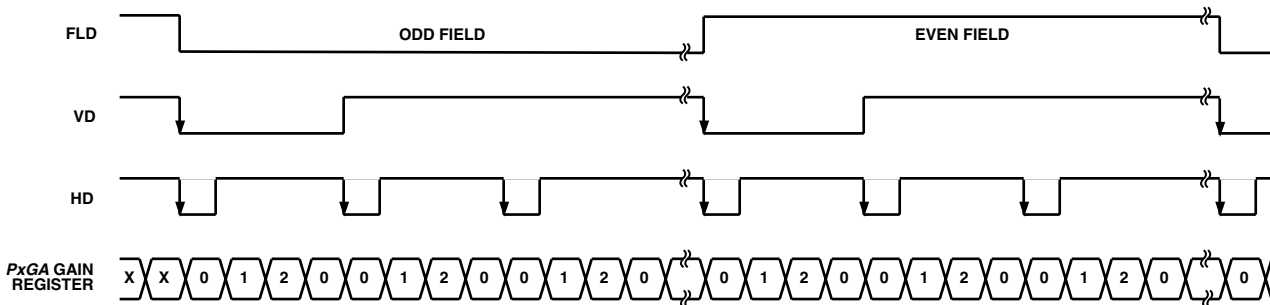 FLD
ODD FIELD
EVEN FIELD
VD
HD
PxGA GAIN
REGISTER
X X 0 1 2 0 0 1 2 0 0 1 2 0 0 1 2 0 0 1 2 0 0 1 2 0 0